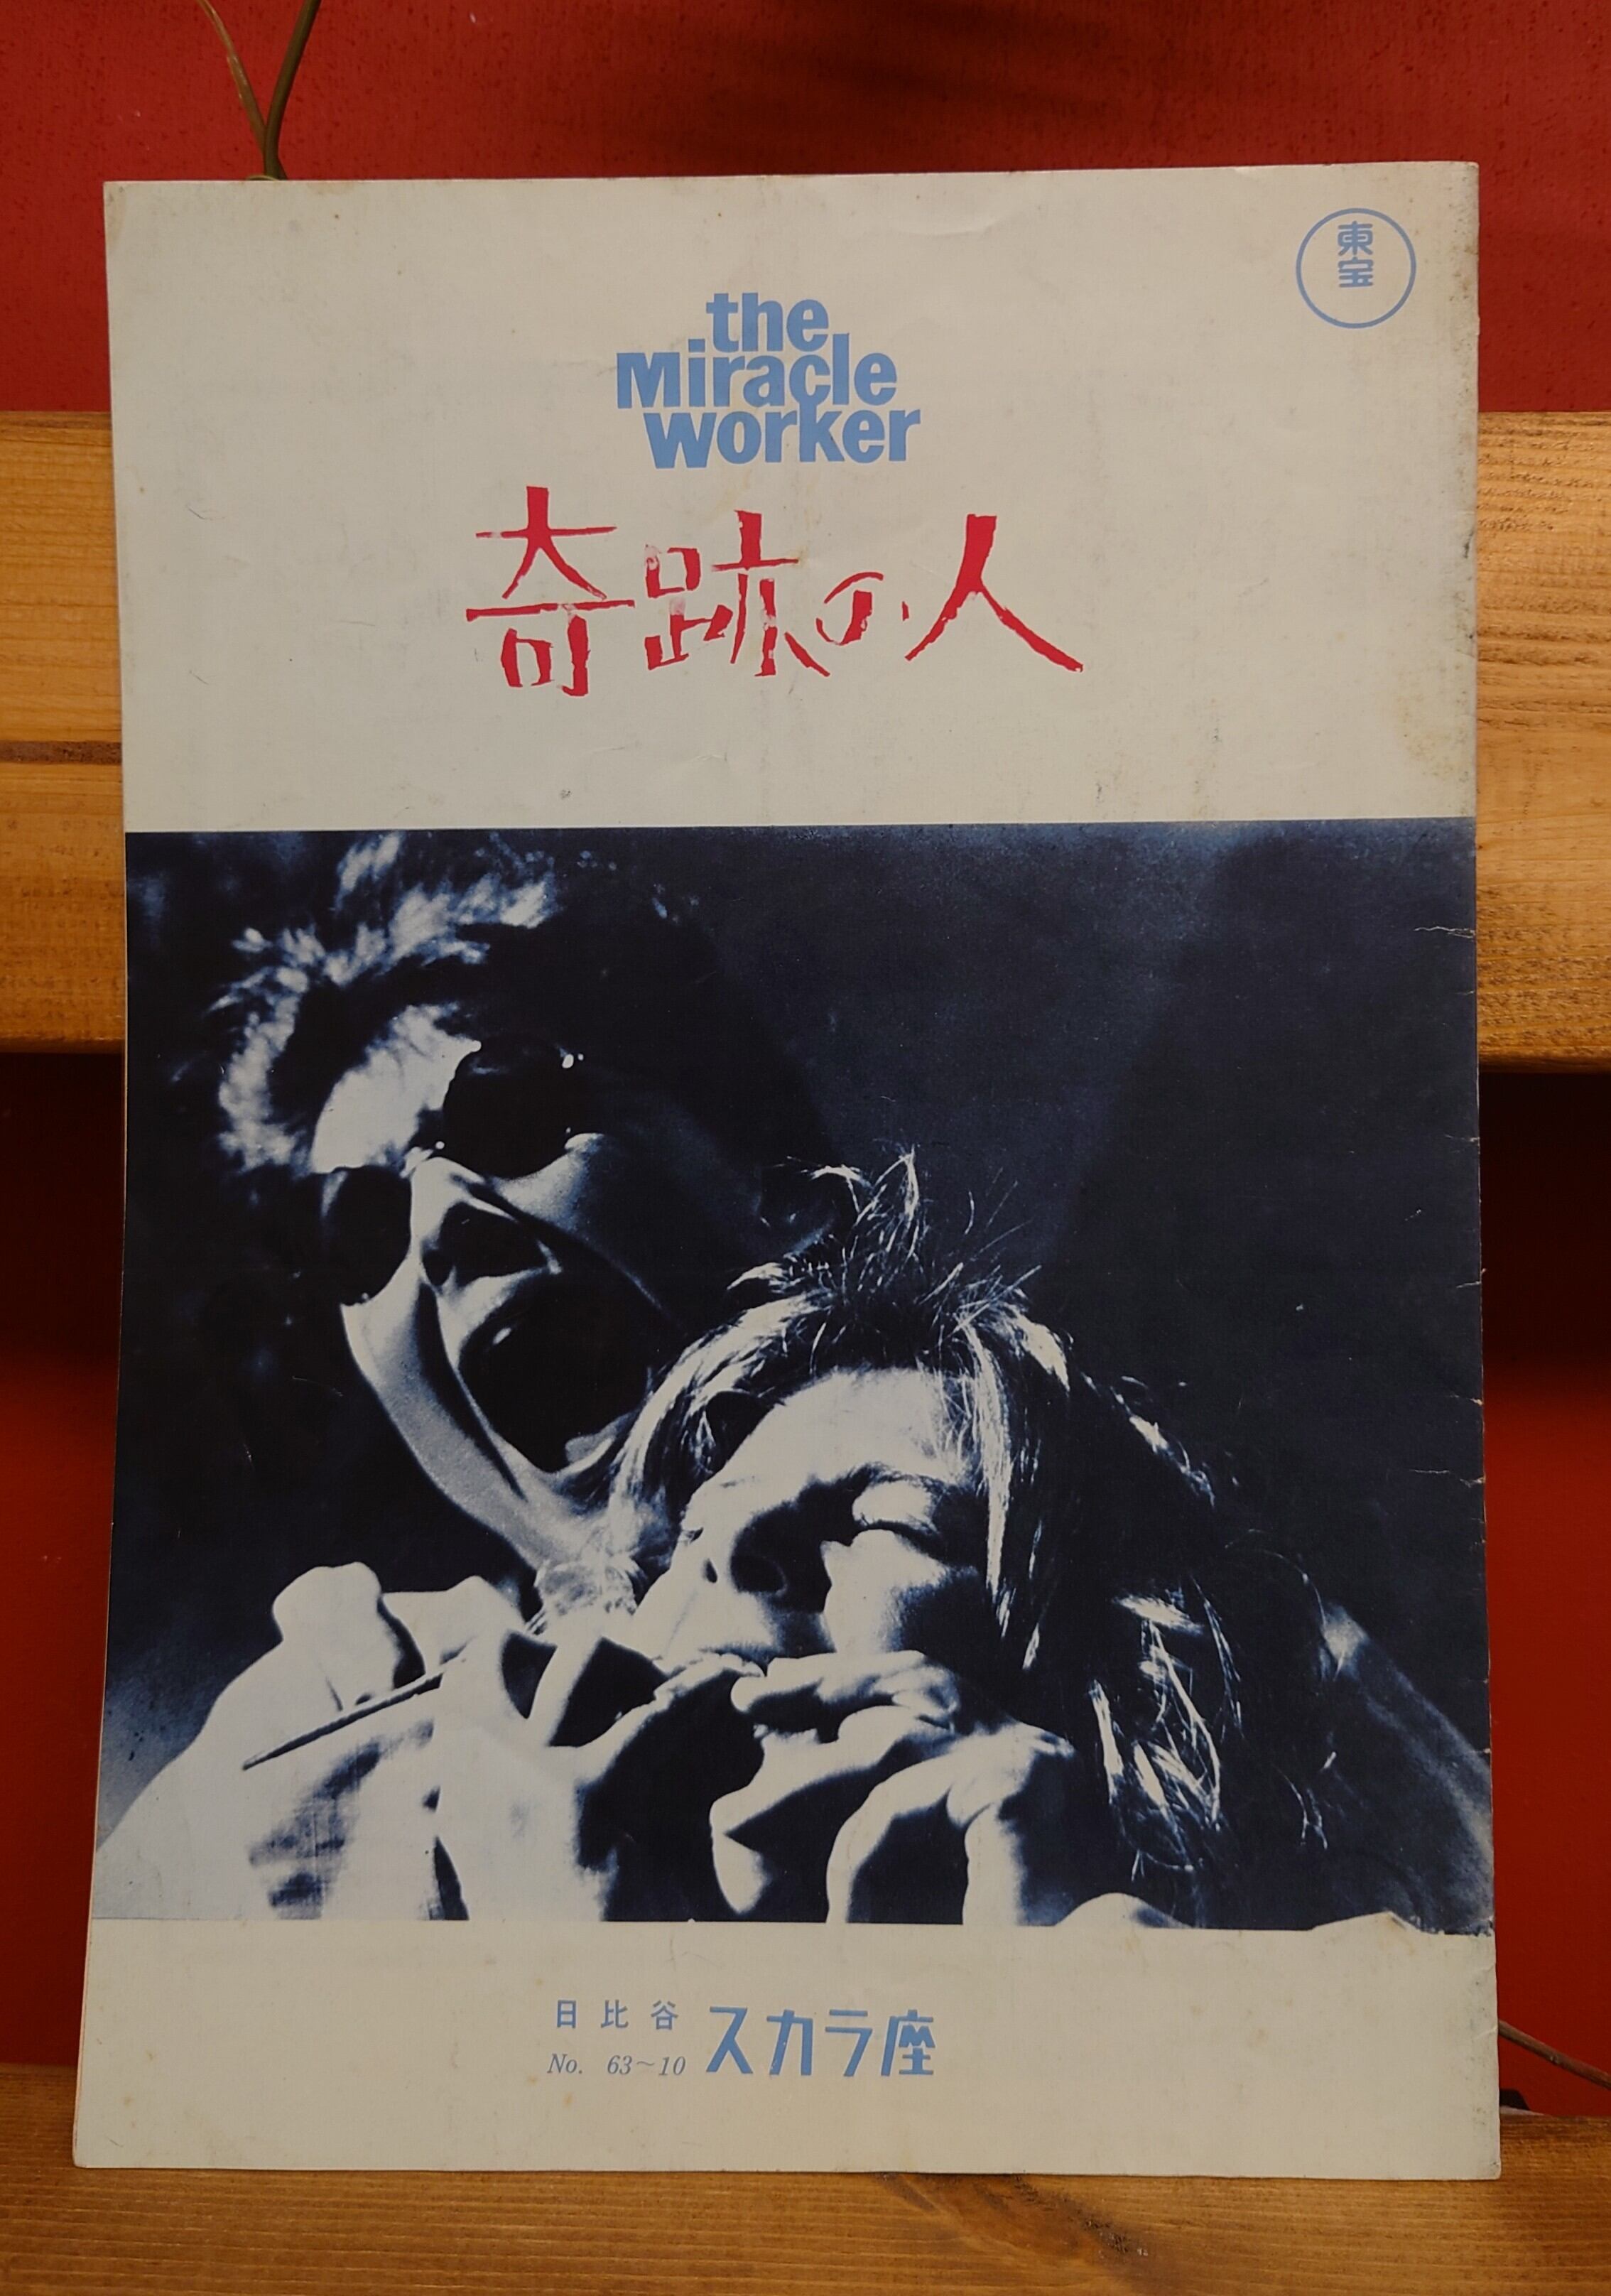 東宝
the
Miracle
worker
奇跡の人
日比谷 スカラ座
No. 63~10